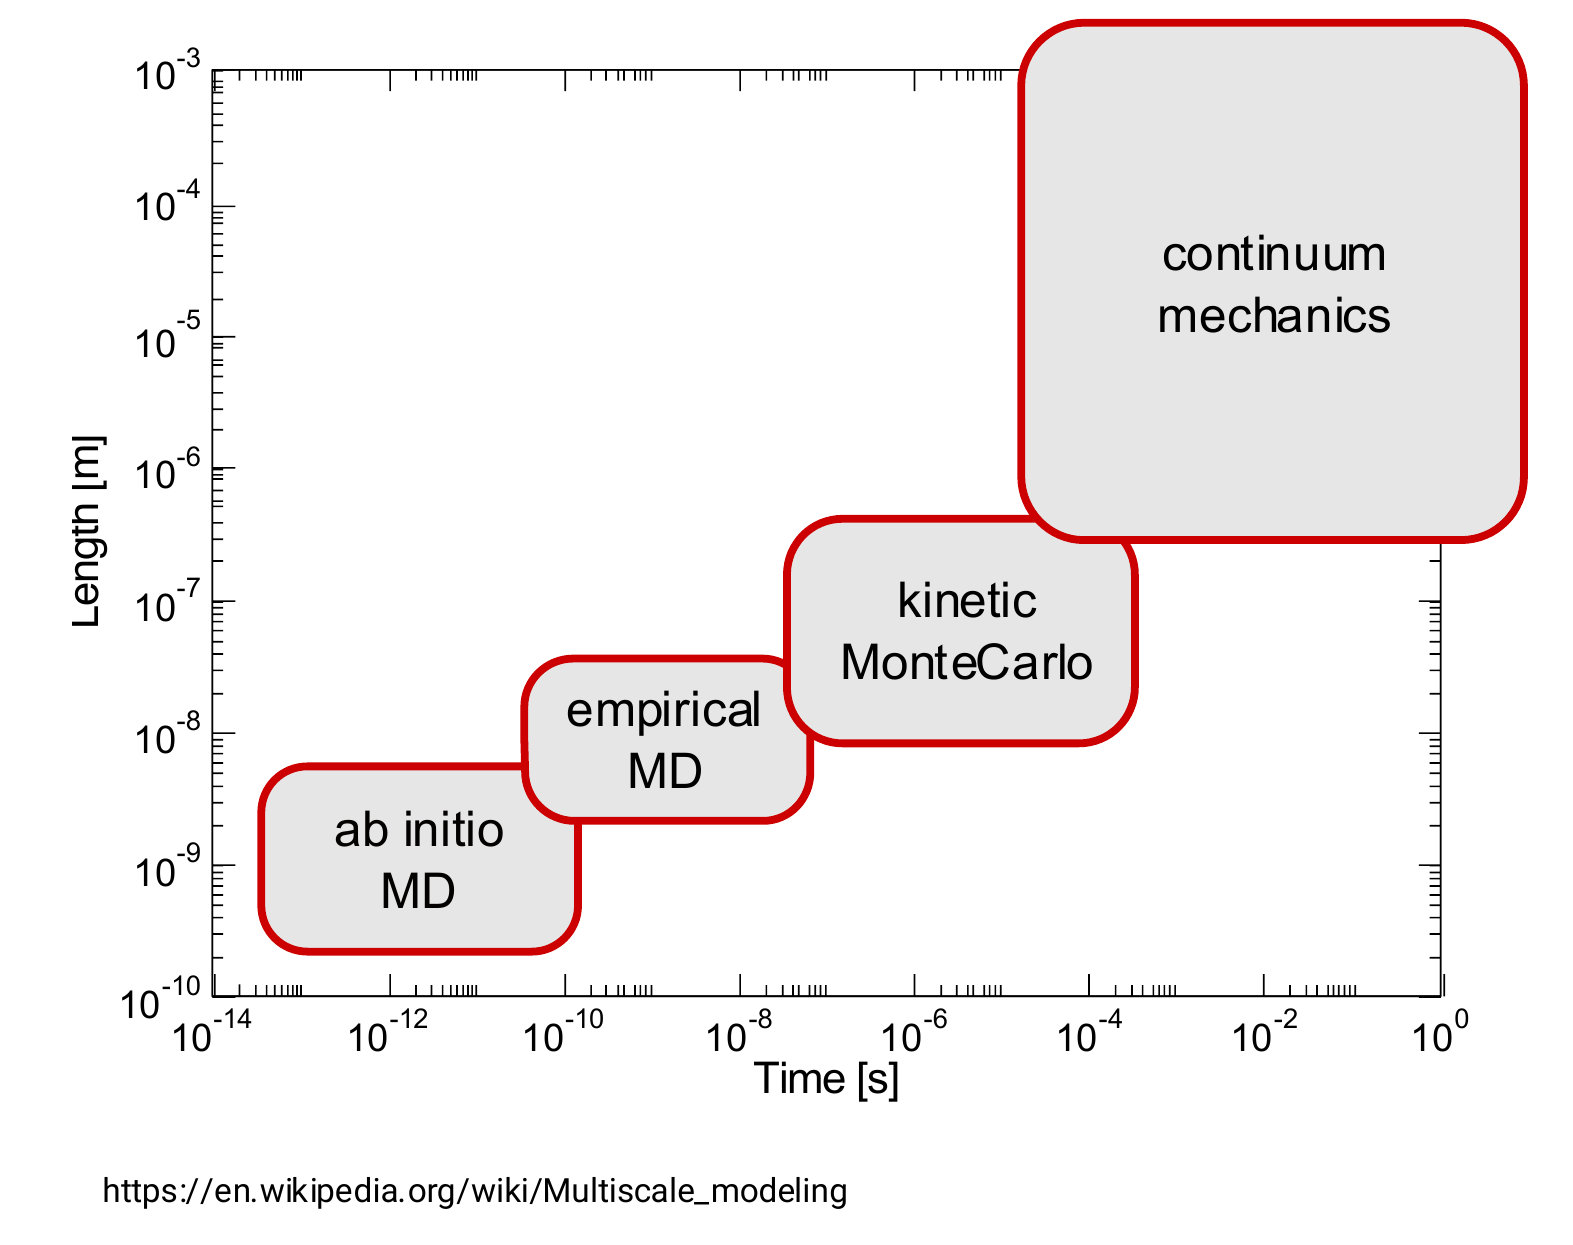 10^-3
10^-4
10^-5
10^-6
10^-7
10^-8
10^-9
10^-10
Length [m]
continuum
mechanics
kinetic
MonteCarlo
empirical
MD
ab initio
MD
10^-14 10^-12 10^-10 10^-8 10^-6 10^-4 10^-2 10^0
Time [s]
https://en.wikipedia.org/wiki/Multiscale_modeling